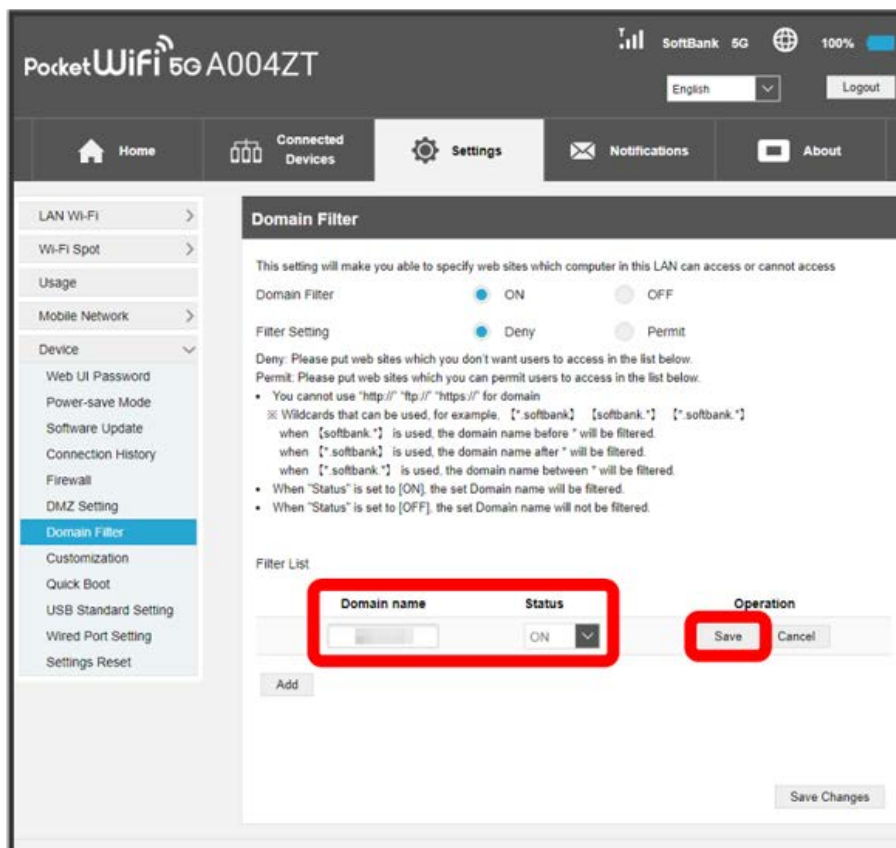 SoftBank 5G 100%
Pocket WiFi 5G A004ZT
English Logout
Home Connected Devices Settings Notifications About
LAN Wi-Fi
Wi-Fi Spot
Usage
Mobile Network
Device
Web UI Password
Power-save Mode
Software Update
Connection History
Firewall
DMZ Setting
Domain Filter
Customization
Quick Boot
USB Standard Setting
Wired Port Setting
Settings Reset
Domain Filter
This setting will make you able to specify web sites which computer in this LAN can access or cannot access
Domain Filter ON OFF
Filter Setting Deny Permit
Deny: Please put web sites which you don't want users to access in the list below.
Permit: Please put web sites which you can permit users to access in the list below.
• You cannot use "http://" "ftp://" "https://" for domain
※ Wildcards that can be used, for example, 【*.softbank】 【softbank.*】 【*.softbank.*】
when 【softbank.*】 is used, the domain name before * will be filtered.
when 【*.softbank】 is used, the domain name after * will be filtered.
when 【*.softbank.*】 is used, the domain name between * will be filtered.
• When "Status" is set to [ON], the set Domain name will be filtered.
• When "Status" is set to [OFF], the set Domain name will not be filtered.
Filter List
Domain name Status Operation
ON Save Cancel
Add
Save Changes